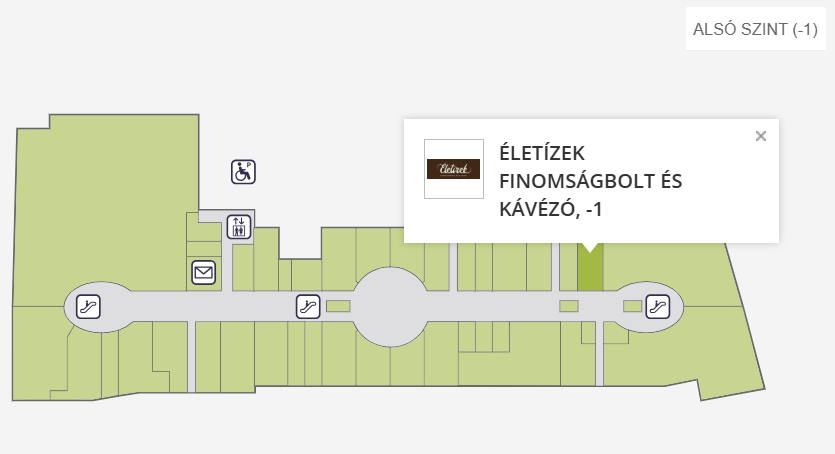 ALSÓ SZINT (-1)
Életízek
ÉLETÍZEK
FINOMSÁGBOLT ÉS
KÁVÉZÓ, -1
P